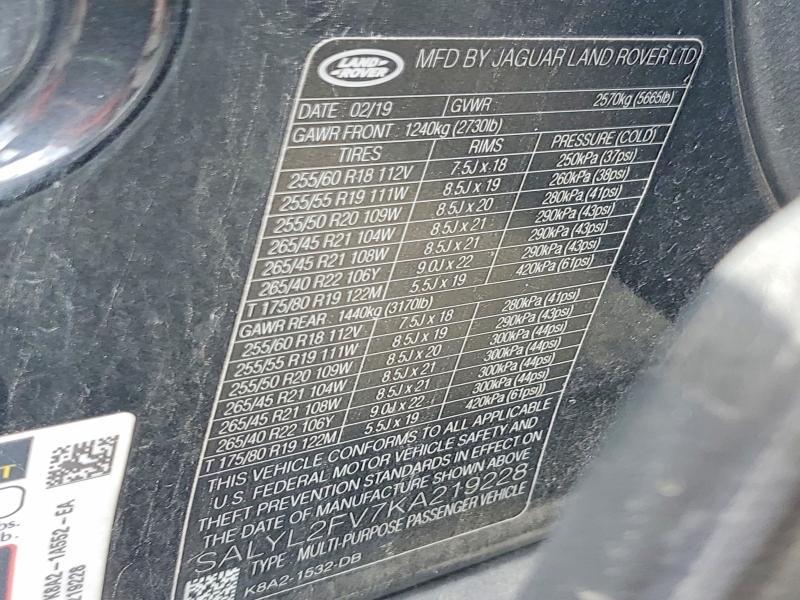 LAND ROVER MFD BY JAGUAR LAND ROVER LTD
DATE : 02/19 GVWR 2570kg (5665lb)
GAWR FRONT : 1240kg (2730lb)
TIRES RIMS PRESSURE (COLD)
255/60 R18 112V 7.5J x 18 250kPa (37psi)
255/55 R19 111W 8.5J x 19 260kPa (38psi)
255/50 R20 109W 8.5J x 20 280kPa (41psi)
265/45 R21 104W 8.5J x 21 290kPa (43psi)
265/45 R21 108W 8.5J x 21 290kPa (43psi)
265/40 R22 106Y 9.0J x 22 290kPa (43psi)
T 175/80 R19 122M 5.5J x 19 420kPa (61psi)
GAWR REAR : 1440kg (3170lb)
255/60 R18 112V 7.5J x 18 280kPa (41psi)
255/55 R19 111W 8.5J x 19 290kPa (43psi)
255/50 R20 109W 8.5J x 20 300kPa (44psi)
265/45 R21 104W 8.5J x 21 300kPa (44psi)
265/45 R21 108W 8.5J x 21 300kPa (44psi)
265/40 R22 106Y 9.0J x 22 300kPa (44psi)
T 175/80 R19 122M 5.5J x 19 420kPa (61psi)
THIS VEHICLE CONFORMS TO ALL APPLICABLE
U.S. FEDERAL MOTOR VEHICLE SAFETY AND
THEFT PREVENTION STANDARDS IN EFFECT ON
THE DATE OF MANUFACTURE SHOWN ABOVE
SALYL2FV7KA219228
TYPE : MULTI-PURPOSE PASSENGER VEHICLE
K8A2-1532-DB
K8A2-1A552-EA
219228